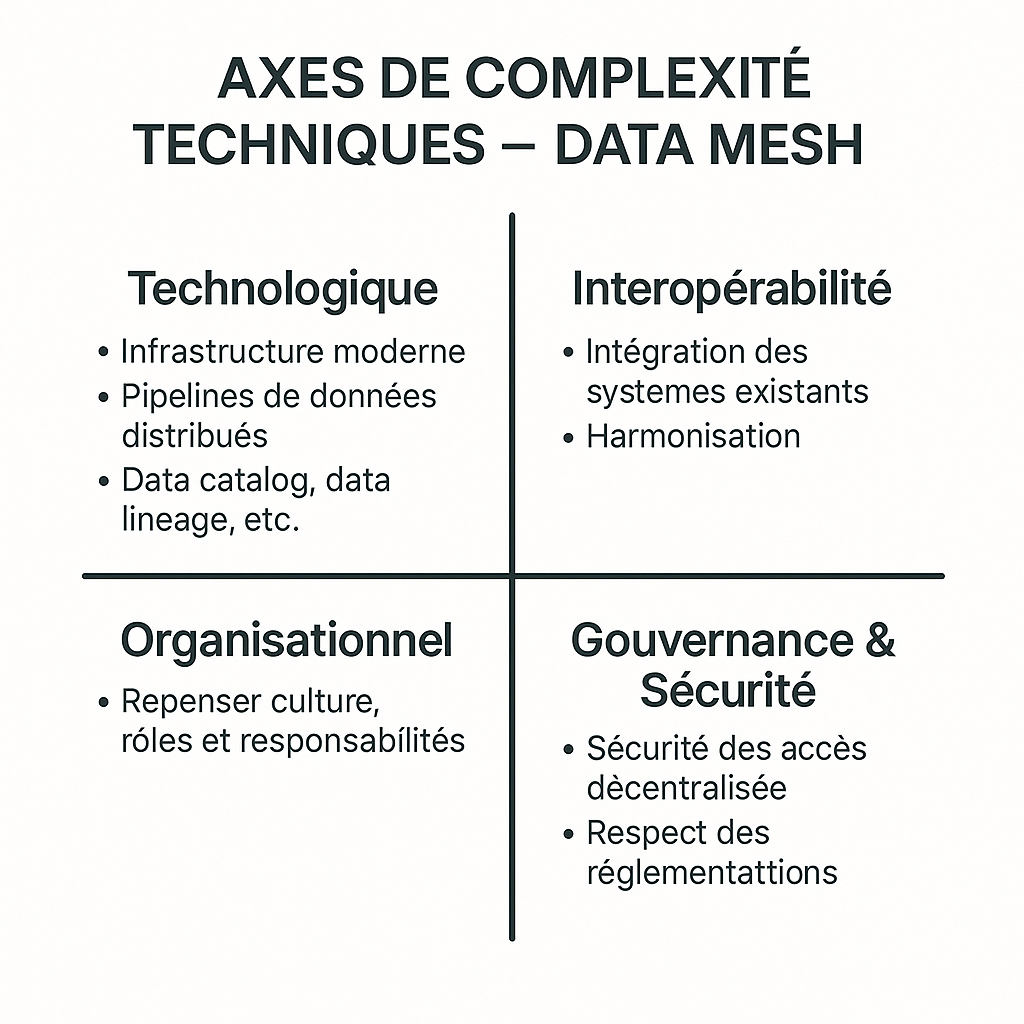 AXES DE COMPLEXITÉ
TECHNIQUES – DATA MESH
Technologique
• Infrastructure moderne
• Pipelines de données
distribués
• Data catalog, data
lineage, etc.
Interopérabilité
• Intégration des
systemes existants
• Harmonisation
Organisationnel
• Repenser culture,
róles et responsabílités
Gouvernance &
Sécurité
• Sécurité des accès
dècentralisée
• Respect des
réglementattions